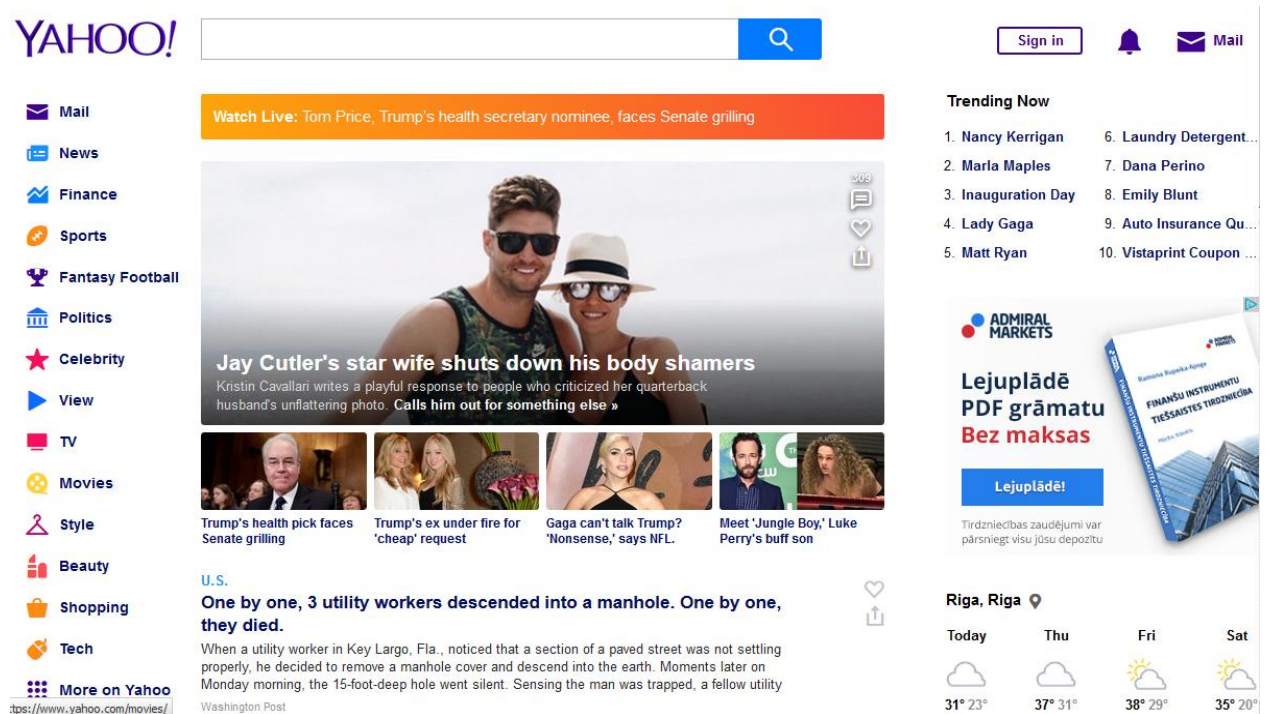 YAHOO!
Sign in
Mail
Mail
News
Finance
Sports
Fantasy Football
Politics
Celebrity
View
TV
Movies
Style
Beauty
Shopping
Tech
More on Yahoo
tps://www.yahoo.com/movies/
Watch Live: Tom Price, Trump's health secretary nominee, faces Senate grilling
309
Jay Cutler's star wife shuts down his body shamers
Kristin Cavallari writes a playful response to people who criticized her quarterback
husband's unflattering photo. Calls him out for something else »
Trump's health pick faces
Senate grilling
Trump's ex under fire for
'cheap' request
Gaga can't talk Trump?
'Nonsense,' says NFL.
Meet 'Jungle Boy,' Luke
Perry's buff son
U.S.
One by one, 3 utility workers descended into a manhole. One by one,
they died.
When a utility worker in Key Largo, Fla., noticed that a section of a paved street was not settling
properly, he decided to remove a manhole cover and descend into the earth. Moments later on
Monday morning, the 15-foot-deep hole went silent. Sensing the man was trapped, a fellow utility
Washington Post
Trending Now
1. Nancy Kerrigan
2. Marla Maples
3. Inauguration Day
4. Lady Gaga
5. Matt Ryan
6. Laundry Detergent...
7. Dana Perino
8. Emily Blunt
9. Auto Insurance Qu...
10. Vistaprint Coupon ...
ADMIRAL
MARKETS
Lejuplādē
PDF grāmatu
Bez maksas
Lejuplādē!
Tirdzniecības zaudējumi var
pārsniegt visu jūsu depozītu
ADMIRAL
MARKETS
FINANŠU INSTRUMENTU
TIEŠSAISTES TIRDZNIECĪBA
FINANŠU INSTRUMENTU TIEŠSAISTES TIRDZNIECĪBA
Riga, Riga
Today
Thu
Fri
Sat
31° 23°
37° 31°
38° 29°
35° 20°